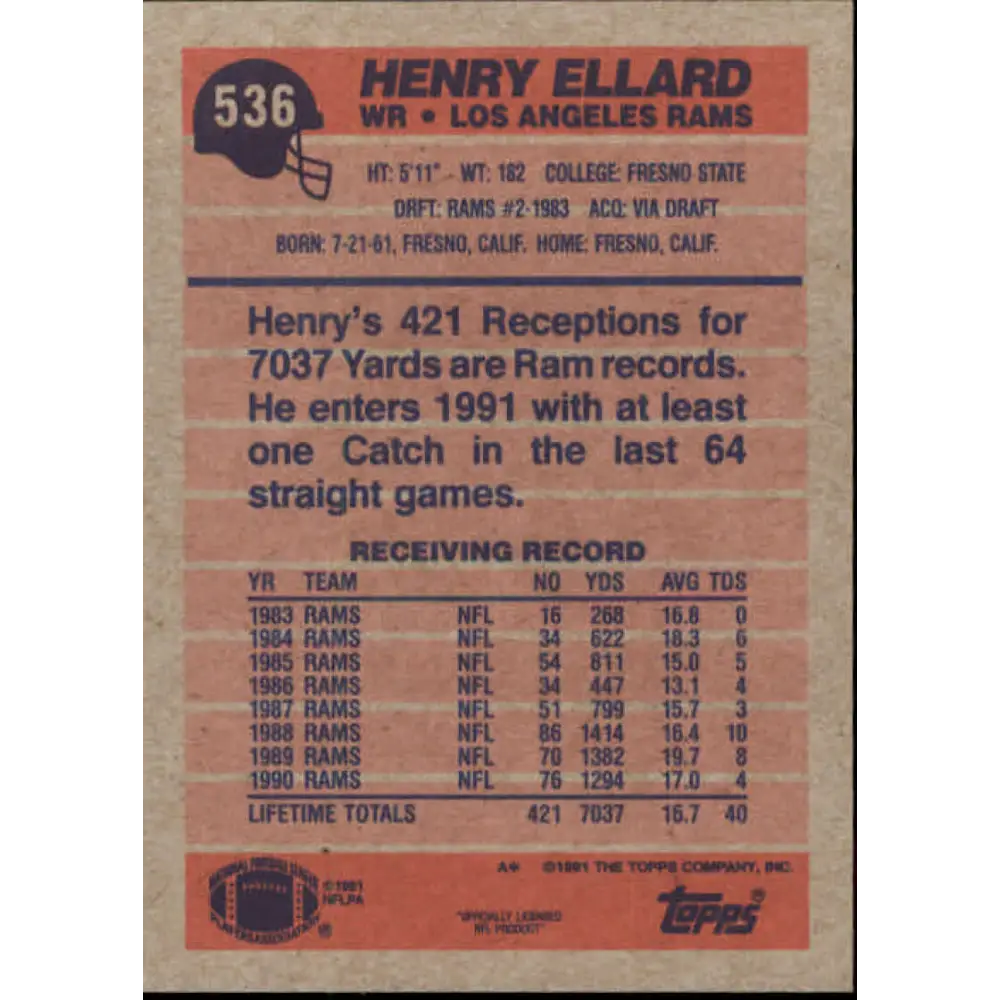 536
HENRY ELLARD
WR • LOS ANGELES RAMS
HT: 5'11" - WT: 182 COLLEGE: FRESNO STATE
DRFT: RAMS #2-1983 ACQ: VIA DRAFT
BORN: 7-21-61, FRESNO, CALIF. HOME: FRESNO, CALIF.
Henry's 421 Receptions for
7037 Yards are Ram records.
He enters 1991 with at least
one Catch in the last 64
straight games.
RECEIVING RECORD
YR TEAM NO YDS AVG TDS
1983 RAMS NFL 16 268 16.8 0
1984 RAMS NFL 34 622 18.3 6
1985 RAMS NFL 54 811 15.0 5
1986 RAMS NFL 34 447 13.1 4
1987 RAMS NFL 51 799 15.7 3
1988 RAMS NFL 86 1414 16.4 10
1989 RAMS NFL 70 1382 19.7 8
1990 RAMS NFL 76 1294 17.0 4
LIFETIME TOTALS 421 7037 16.7 40
A* ©1991 THE TOPPS COMPANY, INC.
NATIONAL FOOTBALL LEAGUE
PLAYERS ASSOCIATION ®
©1991
NFLPA
"OFFICIALLY LICENSED
NFL PRODUCT"
topps®